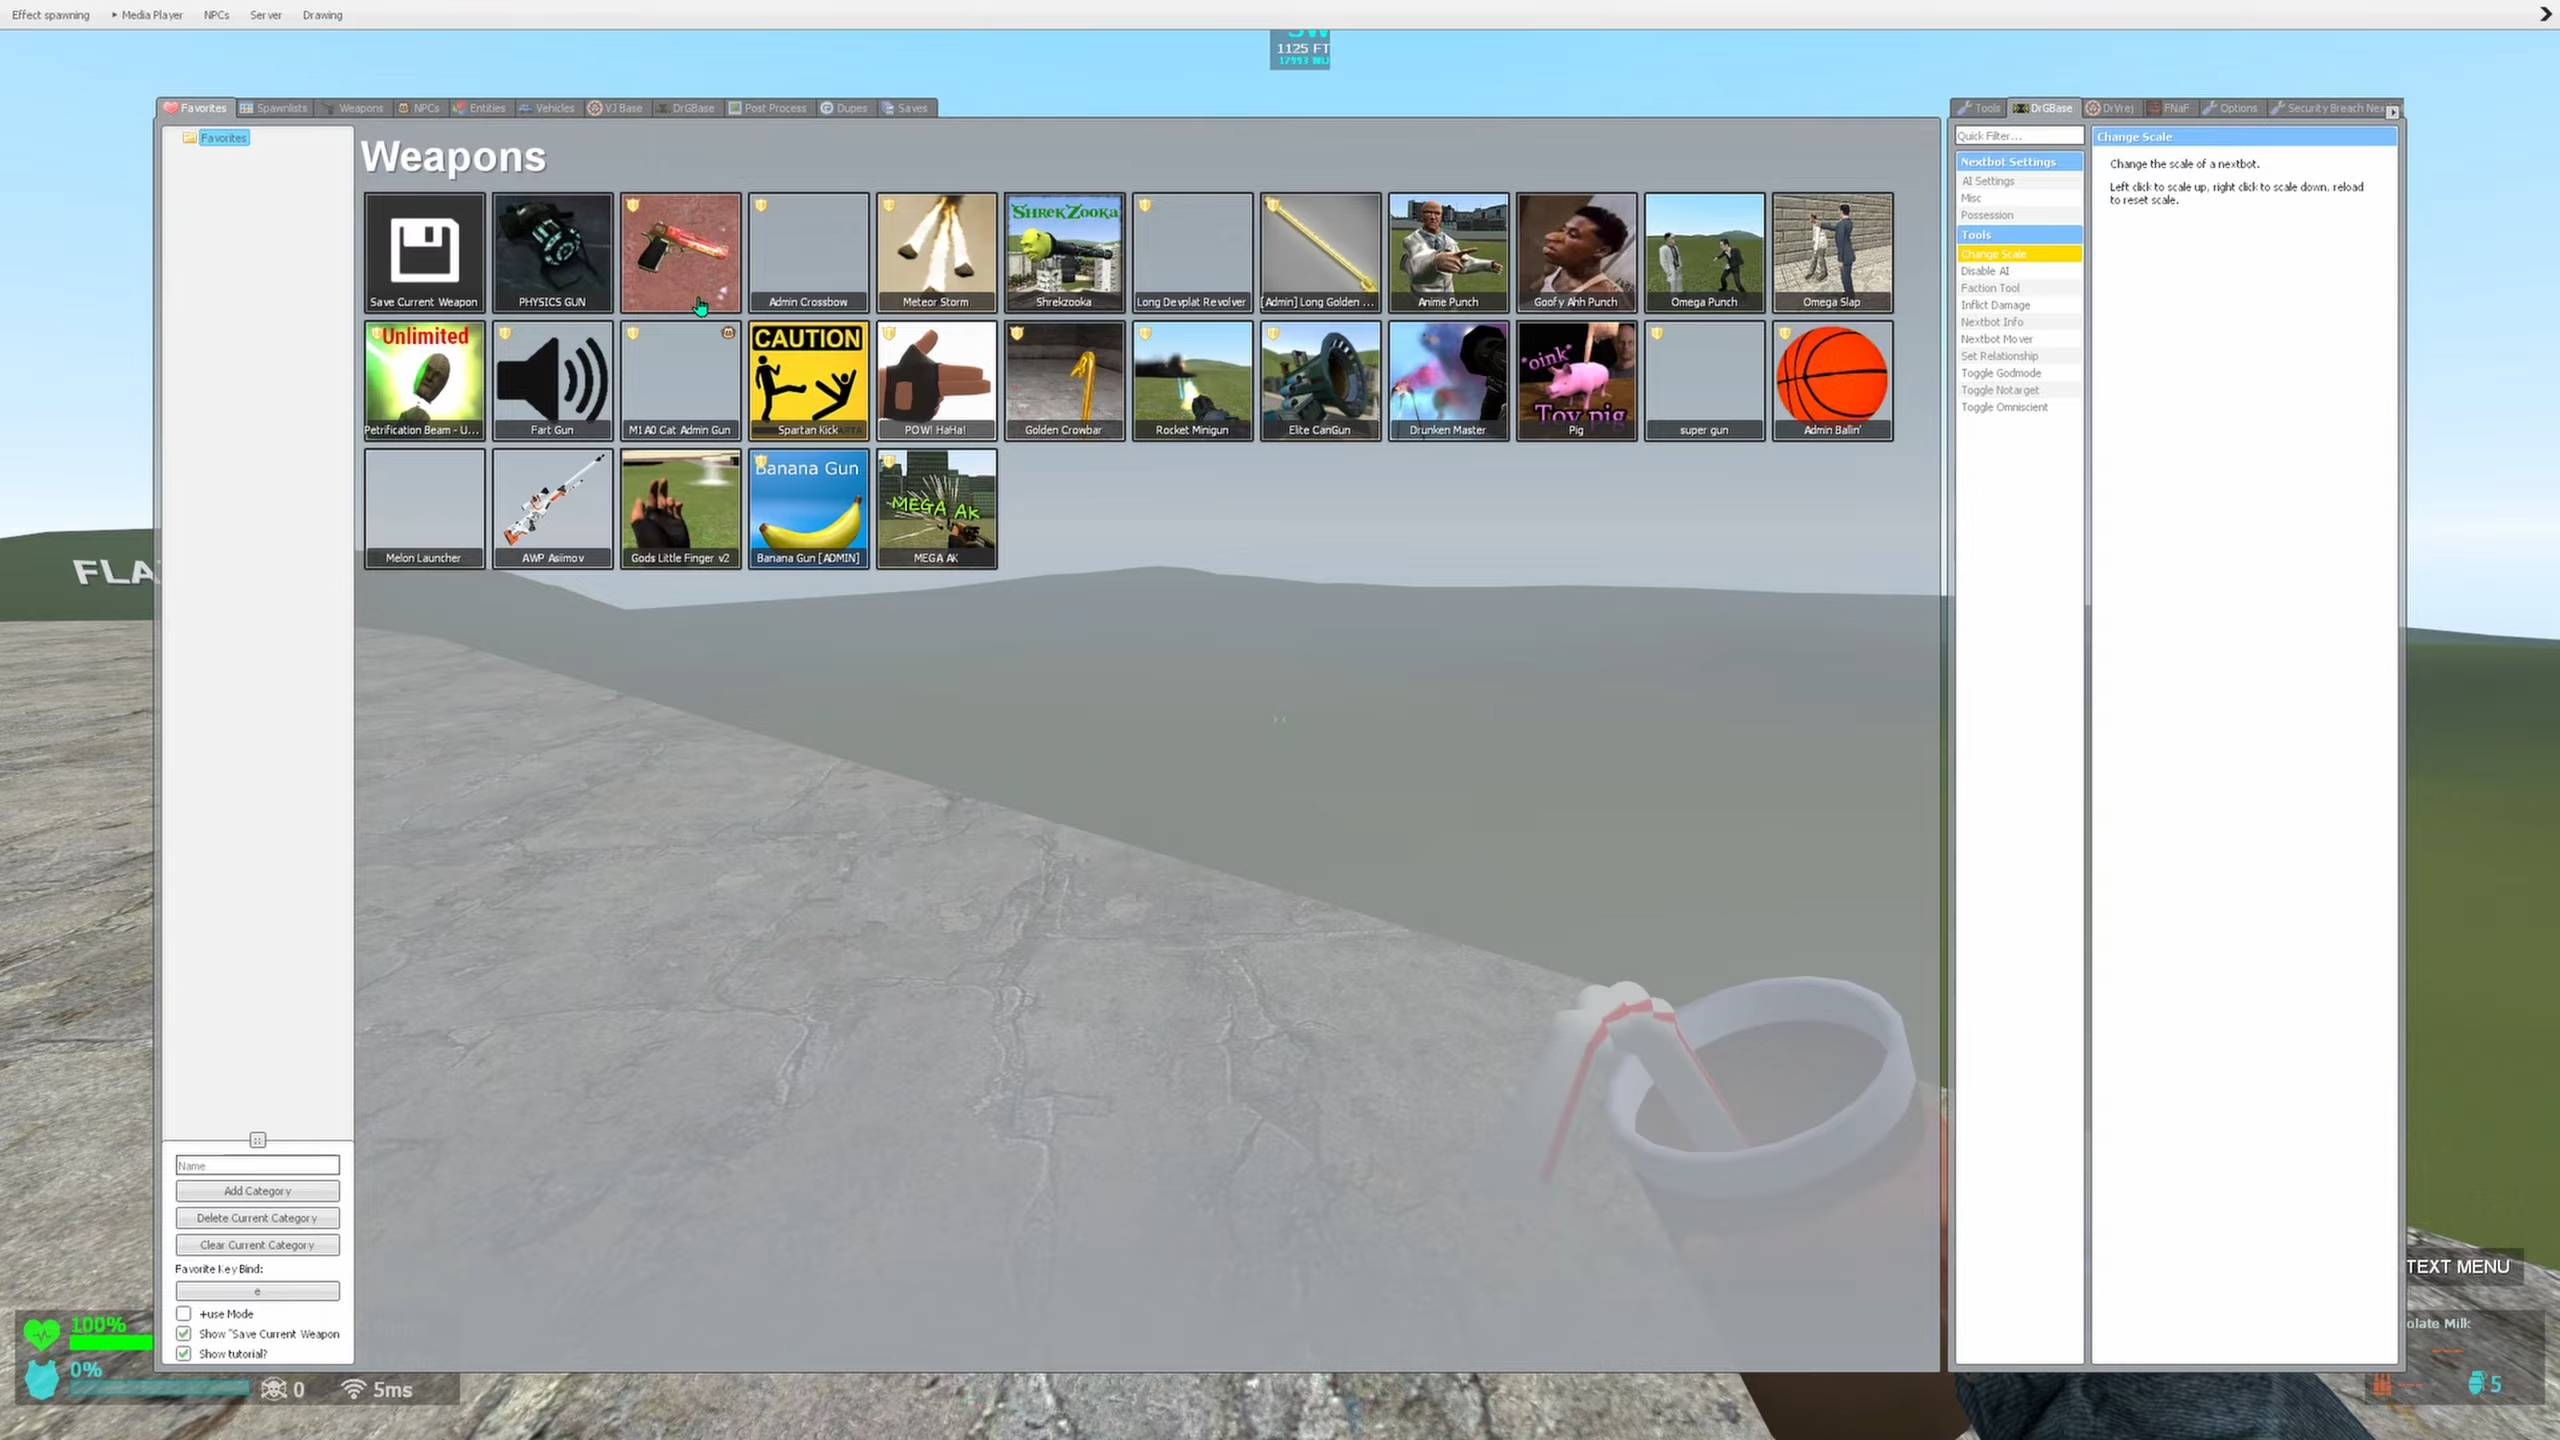 Effect spawning
Media Player
NPCs
Server
Drawing
SW
1125 FT
17993 MU
Favorites
Spawnlists
Weapons
NPCs
Entities
Vehicles
VJ Base
DrGBase
Post Process
Dupes
Saves
Favorites
Weapons
Save Current Weapon
PHYSICS GUN
Admin Crossbow
Meteor Storm
SHREKZOOKA
Shrekzooka
Long Devplat Revolver
[Admin] Long Golden ...
Anime Punch
Goofy Ahh Punch
Omega Punch
Omega Slap
Unlimited
Petrification Beam - U...
Fart Gun
M1A0 Cat Admin Gun
CAUTION
Spartan Kick
POW! HaHa!
Golden Crowbar
Rocket Minigun
Elite CanGun
Drunken Master
*oink*
Toy pig
Pig
super gun
Admin Ballin'
Melon Launcher
AWP Asiimov
Gods Little Finger v2
Banana Gun
Banana Gun [ADMIN]
MEGA AK
MEGA AK
FLA
Name
Add Category
Delete Current Category
Clear Current Category
Favorite Key Bind:
e
+use Mode
Show "Save Current Weapon
Show tutorial?
100%
0%
0
5ms
Tools
DrGBase
DrVrej
FNaF
Options
Security Breach Nex
Quick Filter...
Nextbot Settings
AI Settings
Misc
Possession
Tools
Change Scale
Disable AI
Faction Tool
Inflict Damage
Nextbot Info
Nextbot Mover
Set Relationship
Toggle Godmode
Toggle Notarget
Toggle Omniscient
Change Scale
Change the scale of a nextbot.
Left click to scale up, right click to scale down, reload
to reset scale.
TEXT MENU
olate Milk
---
---
5